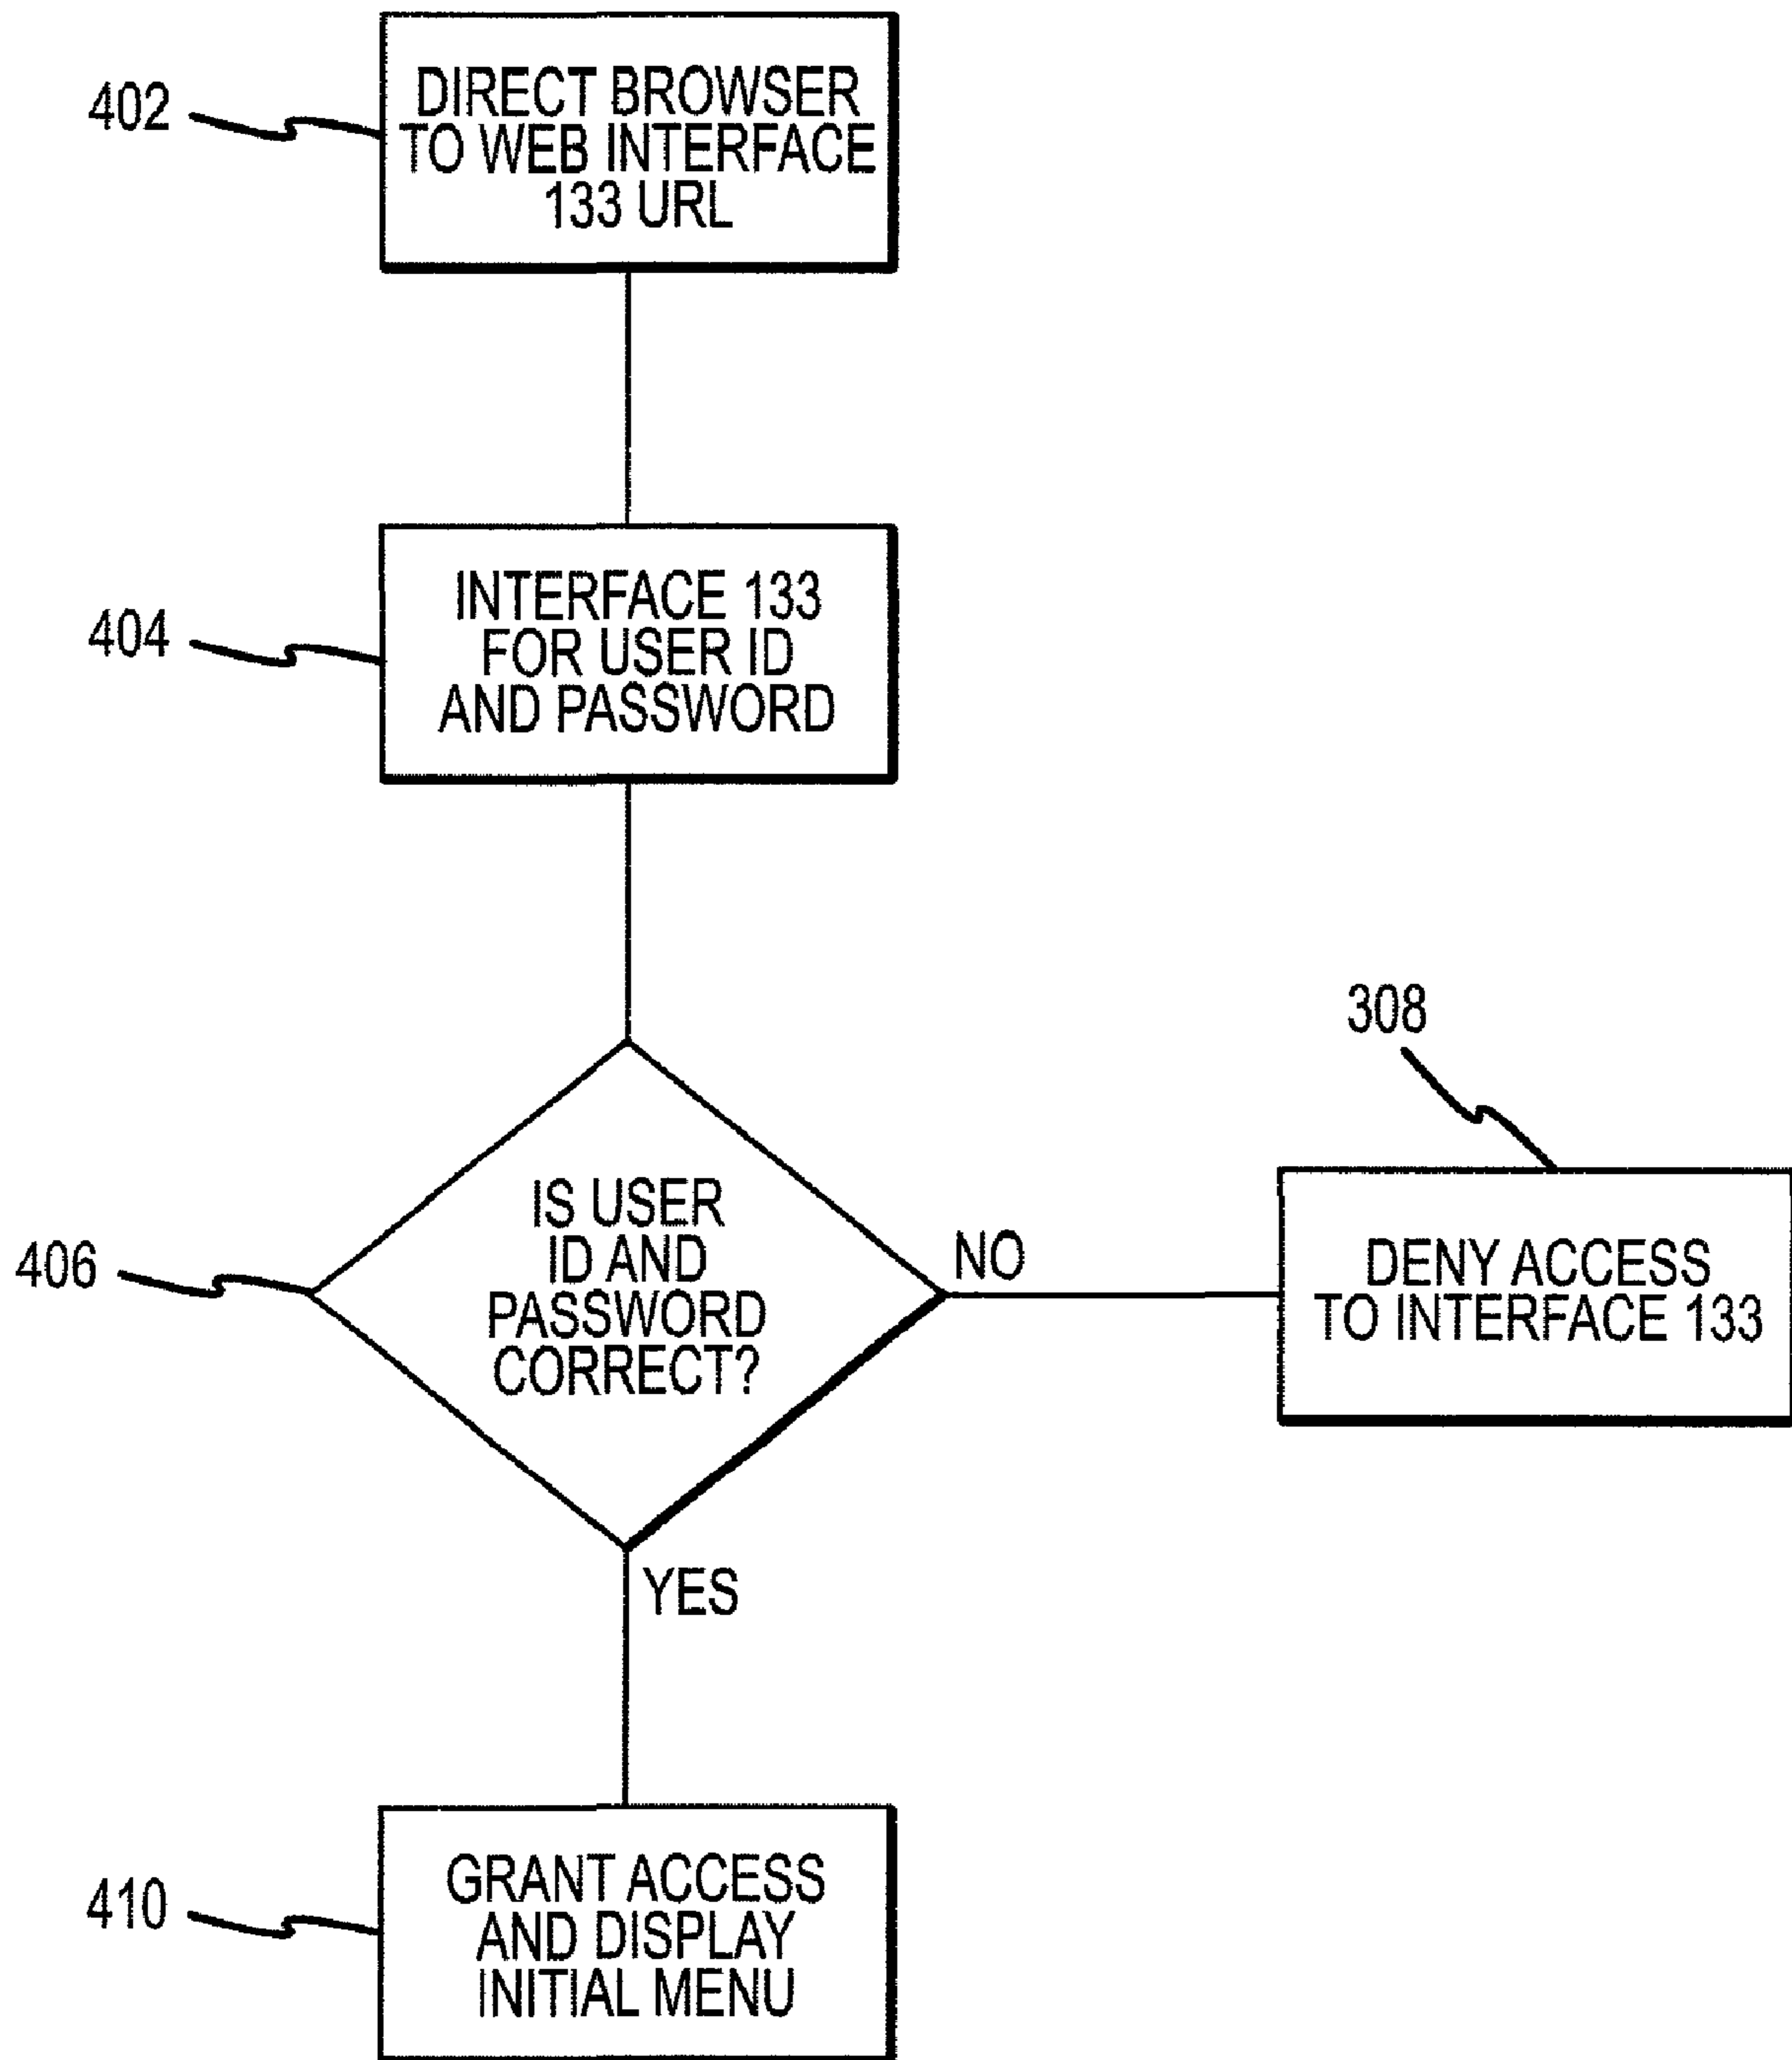 402
DIRECT BROWSER
TO WEB INTERFACE
133 URL
404
INTERFACE 133
FOR USER ID
AND PASSWORD
308
406
IS USER
ID AND
PASSWORD
CORRECT?
NO
DENY ACCESS
TO INTERFACE 133
YES
410
GRANT ACCESS
AND DISPLAY
INITIAL MENU